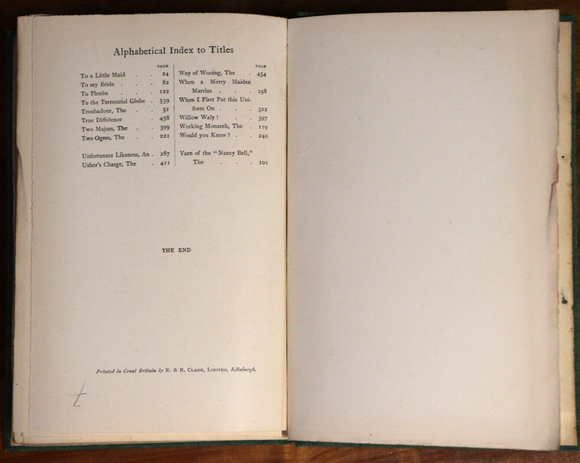 Alphabetical Index to Titles
PAGE
To a Little Maid . . 24
To my Bride . . . 82
To Phœbe . . . 122
To the Terrestrial Globe . 539
Troubadour, The . . 51
True Diffidence . . 458
Two Majors, The . . 399
Two Ogres, The . . 221
Unfortunate Likeness, An . 287
Usher's Charge, The . 411
PAGE
Way of Wooing, The . 454
When a Merry Maiden
Marries . . . 198
When I First Put this Uni-
form On . . . 322
Willow Waly! . . 397
Working Monarch, The . 119
Would you Know? . . 240
Yarn of the "Nancy Bell,"
The . . . 101
THE END
Printed in Great Britain by R. & R. CLARK, LIMITED, Edinburgh.